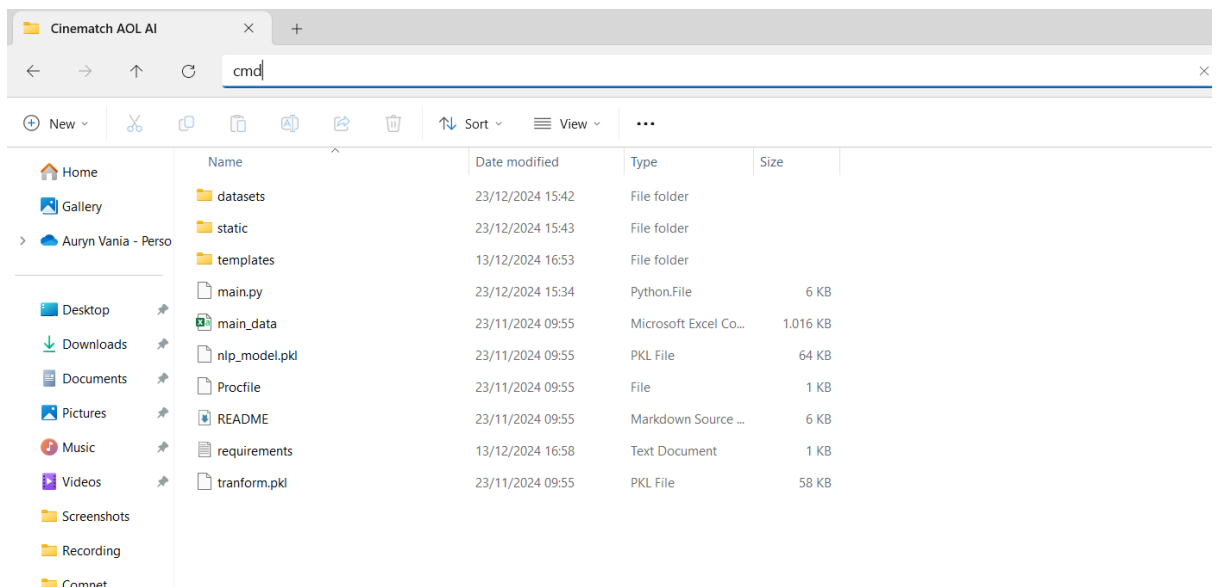 Cinematch AOL AI
cmd
New
Sort
View
Name Date modified Type Size
Home
Gallery
Auryn Vania - Perso
Desktop
Downloads
Documents
Pictures
Music
Videos
Screenshots
Recording
Comnet
datasets 23/12/2024 15:42 File folder
static 23/12/2024 15:43 File folder
templates 13/12/2024 16:53 File folder
main.py 23/12/2024 15:34 Python.File 6 KB
main_data 23/11/2024 09:55 Microsoft Excel Co... 1.016 KB
nlp_model.pkl 23/11/2024 09:55 PKL File 64 KB
Procfile 23/11/2024 09:55 File 1 KB
README 23/11/2024 09:55 Markdown Source ... 6 KB
requirements 13/12/2024 16:58 Text Document 1 KB
tranform.pkl 23/11/2024 09:55 PKL File 58 KB